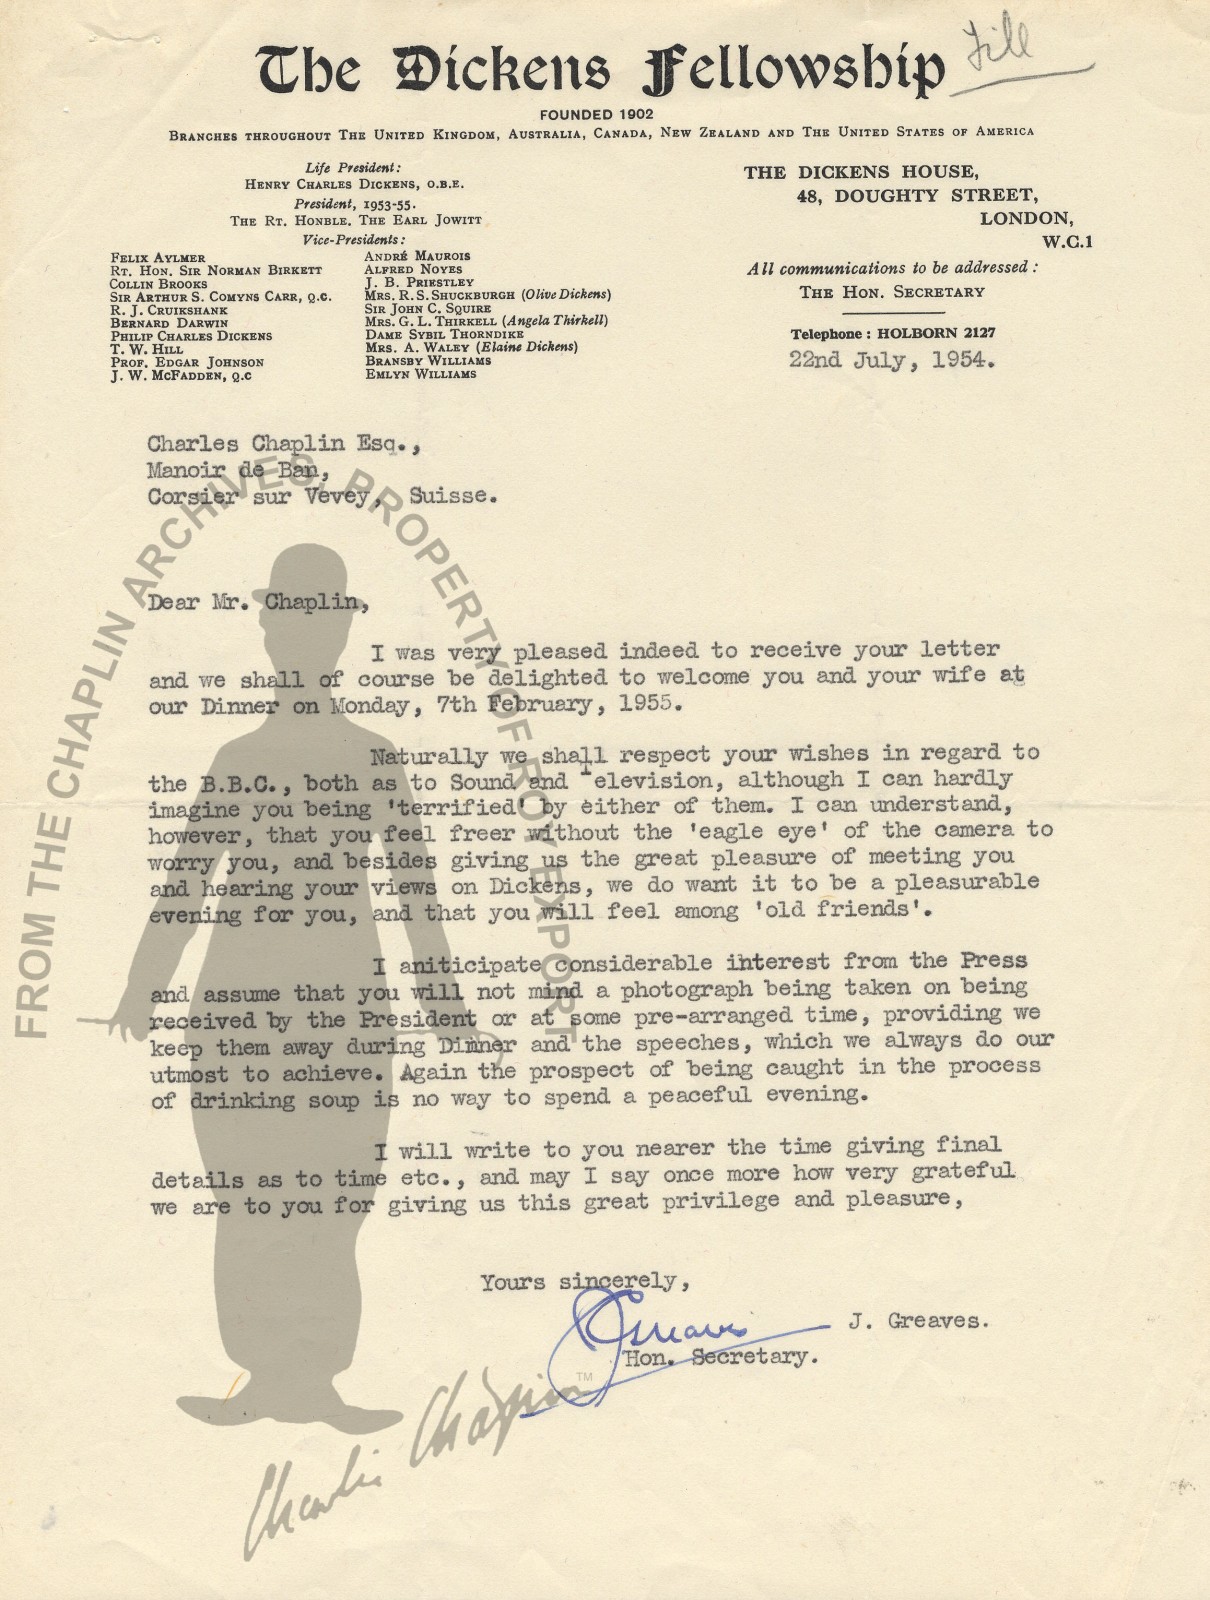 The Dickens Fellowship
File
FOUNDED 1902
BRANCHES THROUGHOUT THE UNITED KINGDOM, AUSTRALIA, CANADA, NEW ZEALAND AND THE UNITED STATES OF AMERICA
Life President:
HENRY CHARLES DICKENS, O.B.E.
President, 1953-55.
THE RT. HONBLE. THE EARL JOWITT
Vice-Presidents:
FELIX AYLMER
RT. HON. SIR NORMAN BIRKETT
COLLIN BROOKS
SIR ARTHUR S. COMYNS CARR, Q.C.
R. J. CRUIKSHANK
BERNARD DARWIN
PHILIP CHARLES DICKENS
T. W. HILL
PROF. EDGAR JOHNSON
J. W. MCFADDEN, Q.C
ANDRÉ MAUROIS
ALFRED NOYES
J. B. PRIESTLEY
MRS. R. S. SHUCKBURGH (Olive Dickens)
SIR JOHN C. SQUIRE
MRS. G. L. THIRKELL (Angela Thirkell)
DAME SYBIL THORNDIKE
MRS. A. WALEY (Elaine Dickens)
BRANSBY WILLIAMS
EMLYN WILLIAMS
THE DICKENS HOUSE,
48, DOUGHTY STREET,
LONDON,
W.C.1
All communications to be addressed:
THE HON. SECRETARY
Telephone: HOLBORN 2127
22nd July, 1954.
Charles Chaplin Esq.,
Manoir de Ban,
Corsier sur Vevey, Suisse.
Dear Mr. Chaplin,
I was very pleased indeed to receive your letter
and we shall of course be delighted to welcome you and your wife at
our Dinner on Monday, 7th February, 1955.
Naturally we shall respect your wishes in regard to
the B.B.C., both as to Sound and Television, although I can hardly
imagine you being 'terrified' by either of them. I can understand,
however, that you feel freer without the 'eagle eye' of the camera to
worry you, and besides giving us the great pleasure of meeting you
and hearing your views on Dickens, we do want it to be a pleasurable
evening for you, and that you will feel among 'old friends'.
I aniticipate considerable interest from the Press
and assume that you will not mind a photograph being taken on being
received by the President or at some pre-arranged time, providing we
keep them away during Dinner and the speeches, which we always do our
utmost to achieve. Again the prospect of being caught in the process
of drinking soup is no way to spend a peaceful evening.
I will write to you nearer the time giving final
details as to time etc., and may I say once more how very grateful
we are to you for giving us this great privilege and pleasure,
Yours sincerely,
JGreaves
J. Greaves.
Hon. Secretary.
FROM THE CHAPLIN ARCHIVES, PROPERTY OF ROY EXPORT
Charlie Chaplin TM